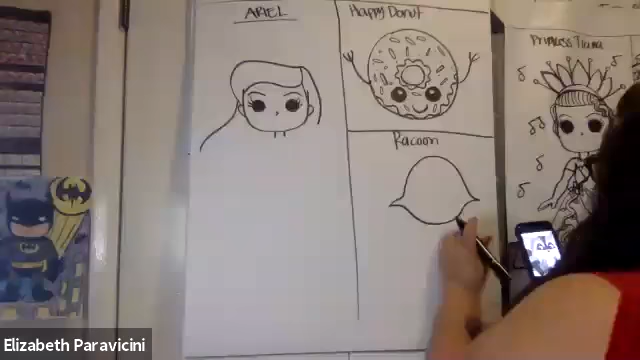 ARIEL
Happy Donut
Racoon
Princess Tiana
Elizabeth Paravicini